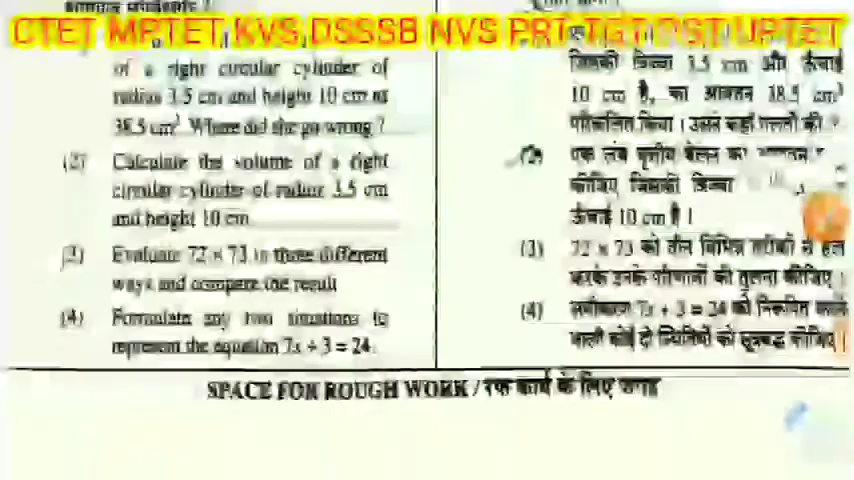 CTET MPTET KVS DSSSB NVS PRT TGT PGT UPTET
of a right circular cylinder of
radius 3.5 cm and height 10 cm as
38.5 cm³. Where did she go wrong ?
(2) Calculate the volume of a right
circular cylinder of radius 3.5 cm
and height 10 cm.
(3) Evaluate 72 × 73 in three different
ways and compare the result
(4) Formulate any two situations to
represent the equation 7x + 3 = 24.
जिसकी त्रिज्या 3.5 cm और ऊँचाई
10 cm है, का आयतन 38.5 cm³
परिकलित किया । उसने कहाँ गलती की ?
(2) एक लंब वृत्तीय बेलन का
कीजिए जिसकी त्रिज्या
ऊँचाई 10 cm है ।
(3) 72 × 73 को तीन विभिन्न तरीकों से हल
करके उनके परिणामों की तुलना कीजिए ।
(4) समीकरण 7x + 3 = 24 को निरूपित करने
वाली कोई दो स्थितियों को सूत्रबद्ध कीजिए ।
SPACE FOR ROUGH WORK / रफ कार्य के लिए जगह